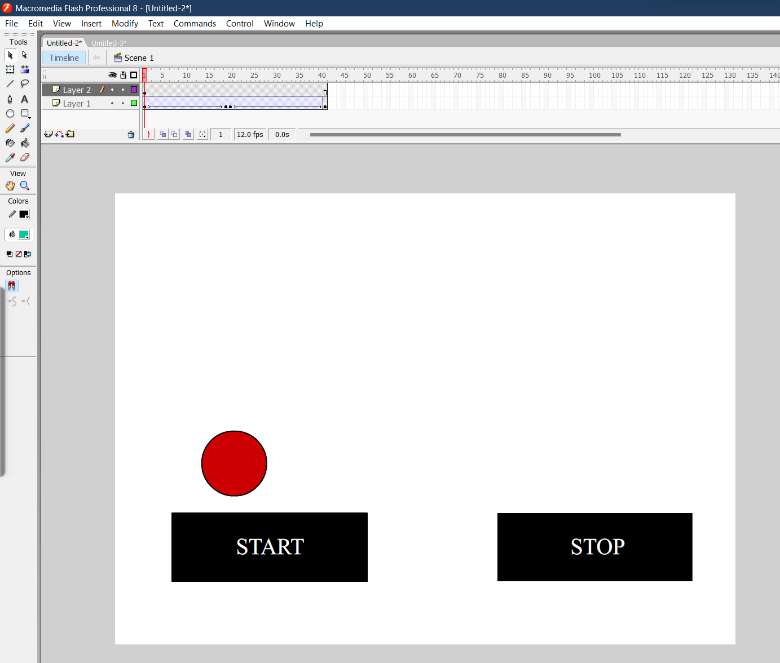 Macromedia Flash Professional 8 - [Untitled-2*]
File Edit View Insert Modify Text Commands Control Window Help
Tools
Untitled-2* Untitled-2*
Timeline Scene 1
5 10 15 20 25 30 35 40 45 50 55 60 65 70 75 80 85 90 95 100 105 110 115 120 125 130 135 140
Layer 2
Layer 1
1 12.0 fps 0.0s
View
Colors
Options
START STOP